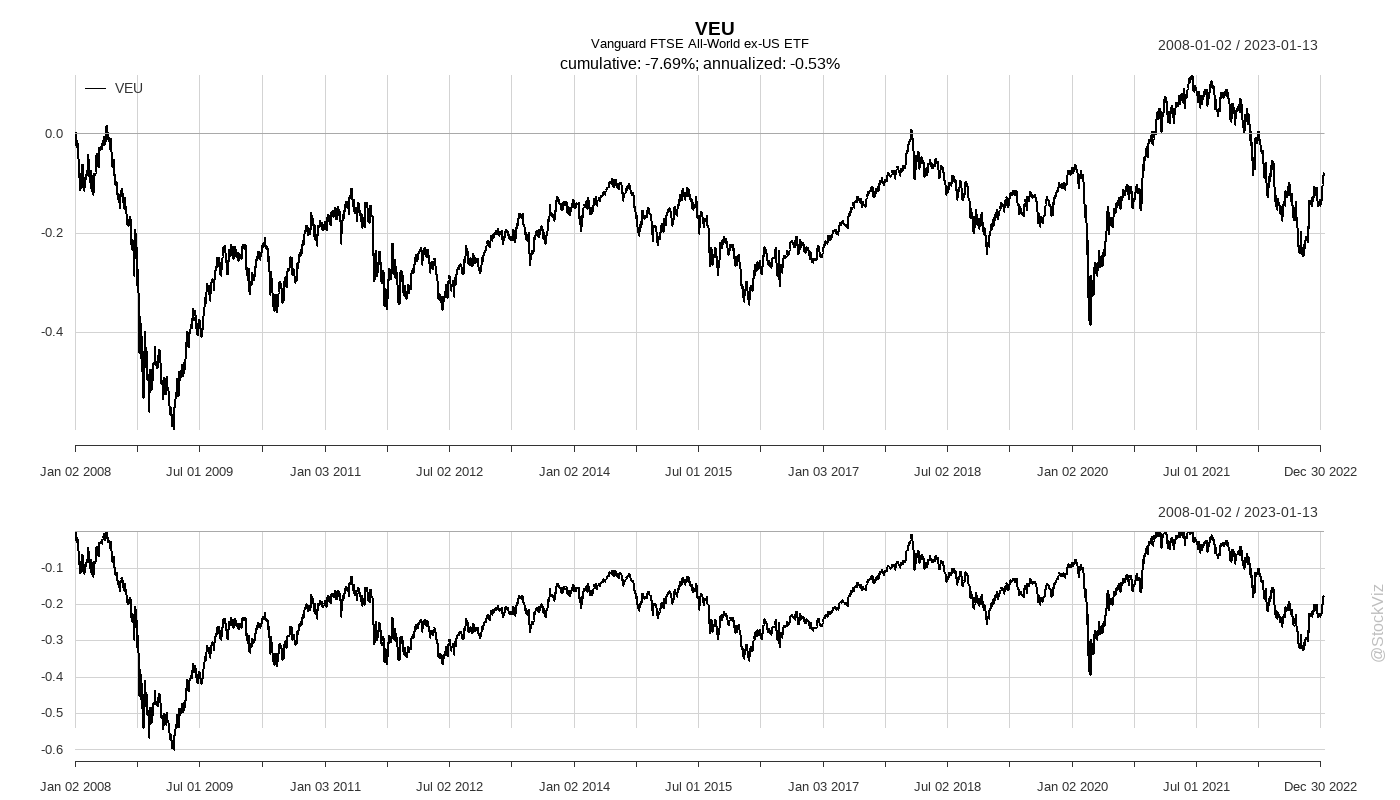 VEU
Vanguard FTSE All-World ex-US ETF
cumulative: -7.69%; annualized: -0.53%
2008-01-02 / 2023-01-13
VEU
0.0
-0.2
-0.4
Jan 02 2008 Jul 01 2009 Jan 03 2011 Jul 02 2012 Jan 02 2014 Jul 01 2015 Jan 03 2017 Jul 02 2018 Jan 02 2020 Jul 01 2021 Dec 30 2022
2008-01-02 / 2023-01-13
-0.1
-0.2
-0.3
-0.4
-0.5
-0.6
Jan 02 2008 Jul 01 2009 Jan 03 2011 Jul 02 2012 Jan 02 2014 Jul 01 2015 Jan 03 2017 Jul 02 2018 Jan 02 2020 Jul 01 2021 Dec 30 2022
@StockViz